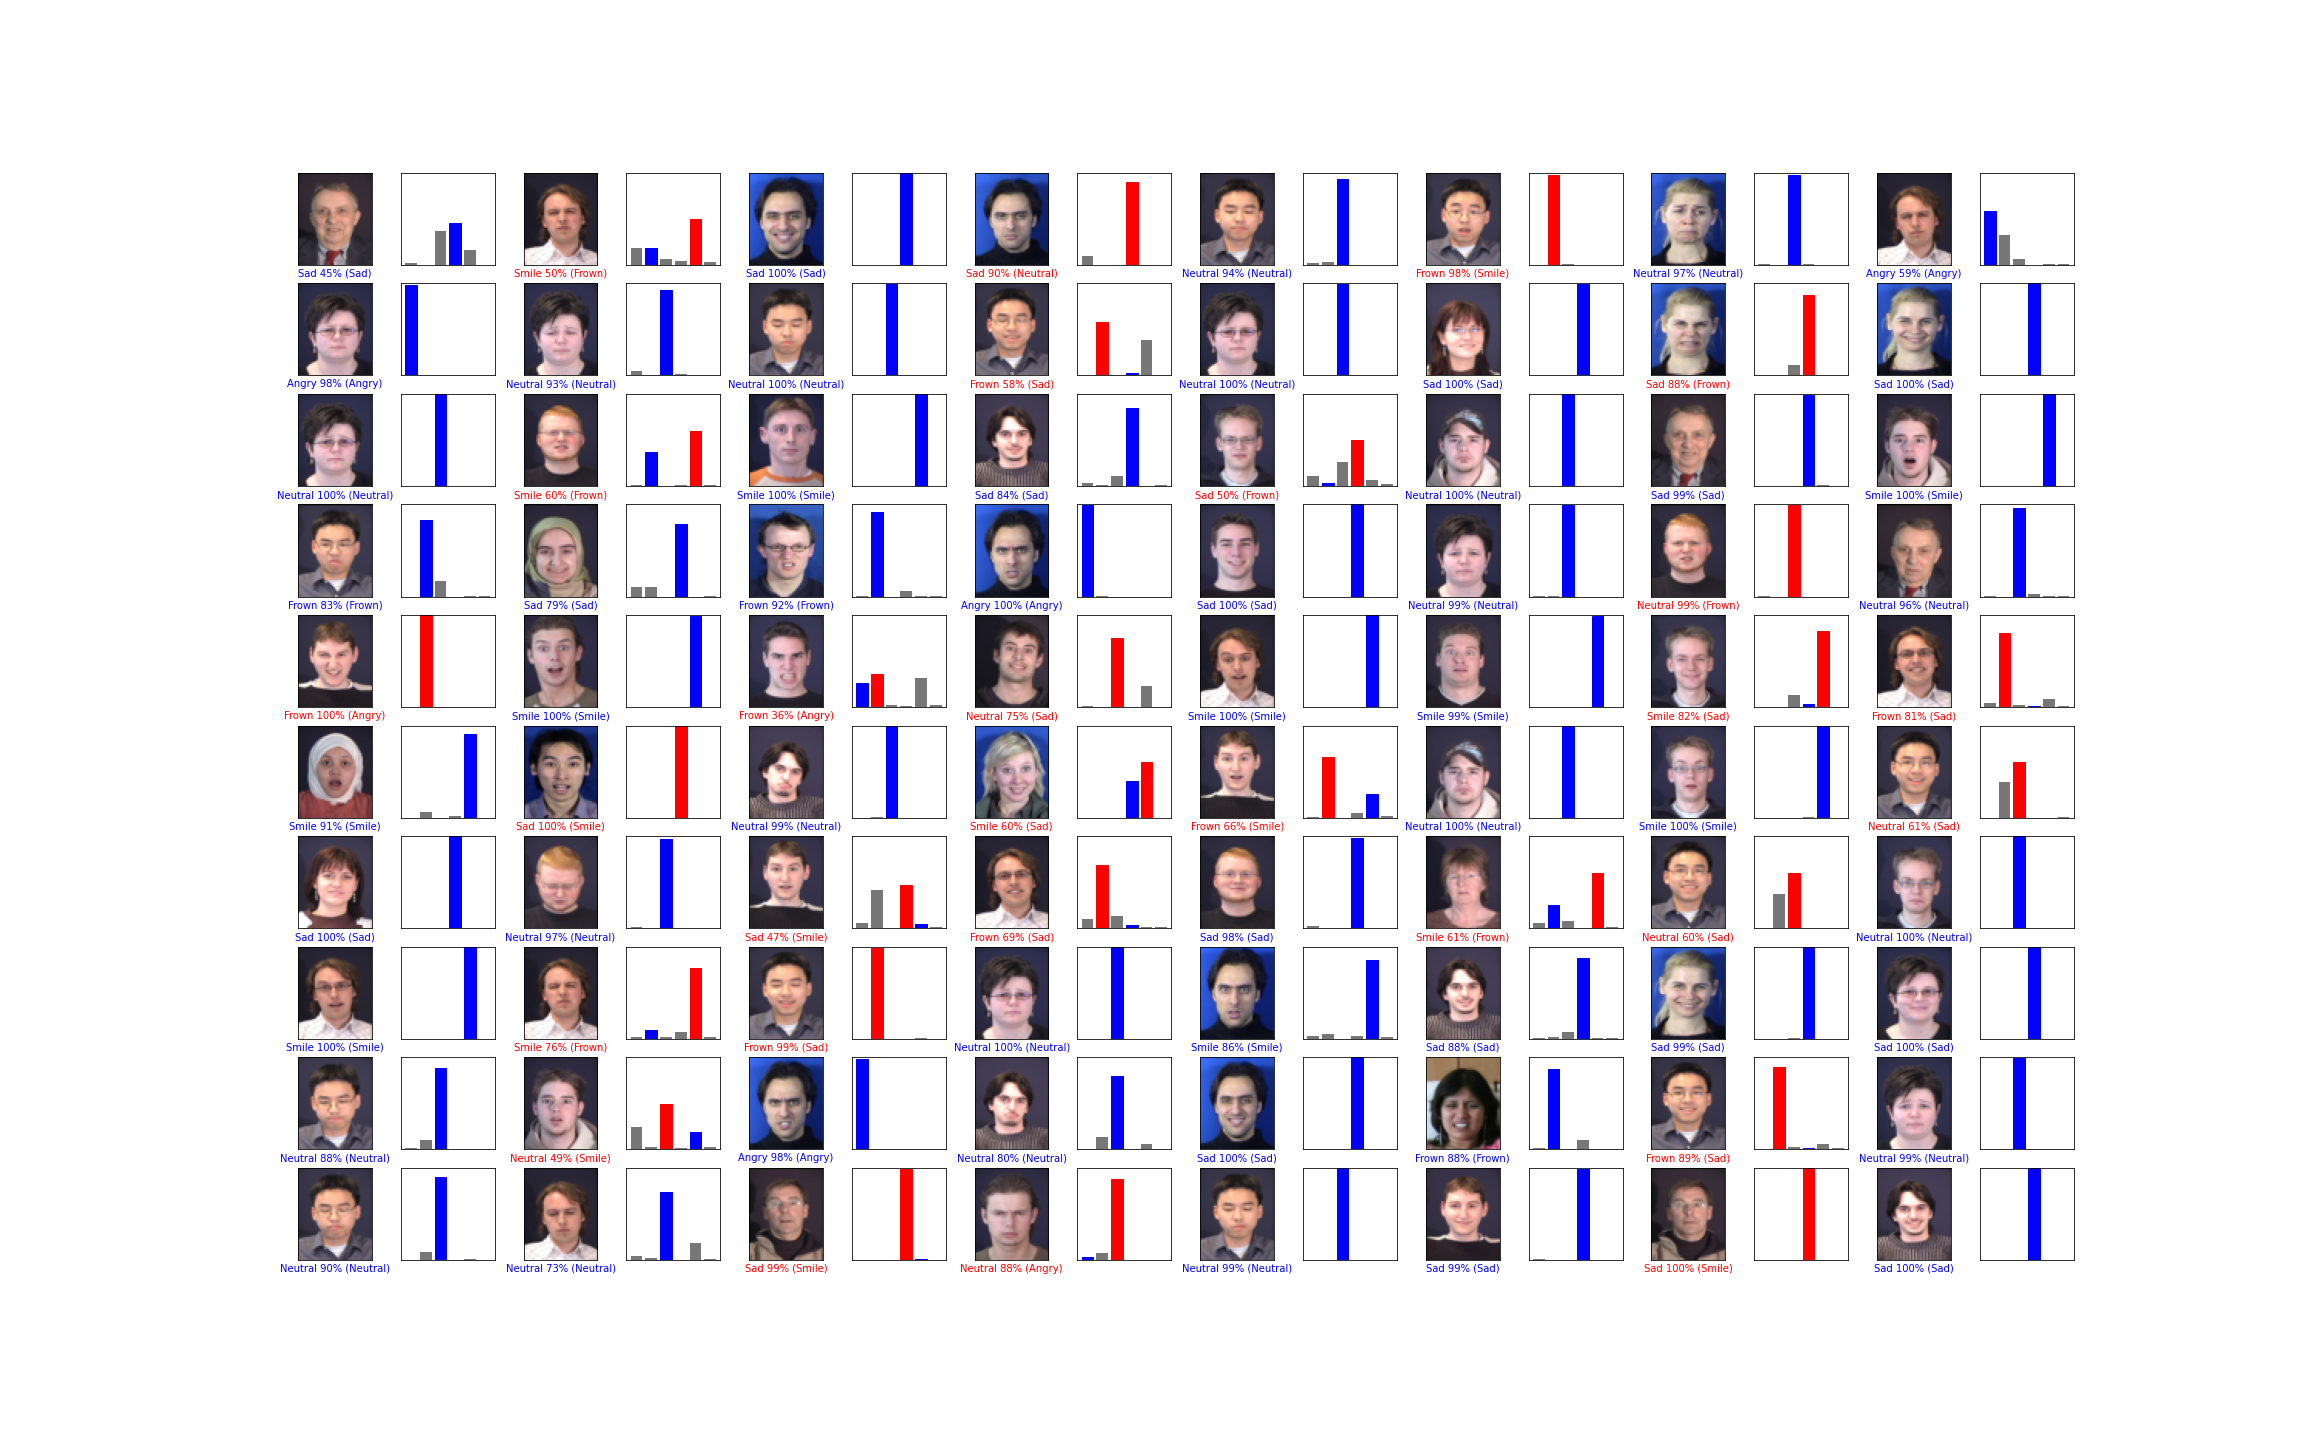 Sad 45% (Sad)
Smile 50% (Frown)
Sad 100% (Sad)
Sad 90% (Neutral)
Neutral 94% (Neutral)
Frown 98% (Smile)
Neutral 97% (Neutral)
Angry 59% (Angry)
Angry 98% (Angry)
Neutral 93% (Neutral)
Neutral 100% (Neutral)
Frown 58% (Sad)
Neutral 100% (Neutral)
Sad 100% (Sad)
Sad 88% (Frown)
Sad 100% (Sad)
Neutral 100% (Neutral)
Smile 60% (Frown)
Smile 100% (Smile)
Sad 84% (Sad)
Sad 50% (Frown)
Neutral 100% (Neutral)
Sad 99% (Sad)
Smile 100% (Smile)
Frown 83% (Frown)
Sad 79% (Sad)
Frown 92% (Frown)
Angry 100% (Angry)
Sad 100% (Sad)
Neutral 99% (Neutral)
Neutral 99% (Frown)
Neutral 96% (Neutral)
Frown 100% (Angry)
Smile 100% (Smile)
Frown 36% (Angry)
Neutral 75% (Sad)
Smile 100% (Smile)
Smile 99% (Smile)
Smile 82% (Sad)
Frown 81% (Sad)
Smile 91% (Smile)
Sad 100% (Smile)
Neutral 99% (Neutral)
Smile 60% (Sad)
Frown 66% (Smile)
Neutral 100% (Neutral)
Smile 100% (Smile)
Neutral 61% (Sad)
Sad 100% (Sad)
Neutral 97% (Neutral)
Sad 47% (Smile)
Frown 69% (Sad)
Sad 98% (Sad)
Smile 61% (Frown)
Neutral 60% (Sad)
Neutral 100% (Neutral)
Smile 100% (Smile)
Smile 76% (Frown)
Frown 99% (Sad)
Neutral 100% (Neutral)
Smile 86% (Smile)
Sad 88% (Sad)
Sad 99% (Sad)
Sad 100% (Sad)
Neutral 88% (Neutral)
Neutral 49% (Smile)
Angry 98% (Angry)
Neutral 80% (Neutral)
Sad 100% (Sad)
Frown 88% (Frown)
Frown 89% (Sad)
Neutral 99% (Neutral)
Neutral 90% (Neutral)
Neutral 73% (Neutral)
Sad 99% (Smile)
Neutral 88% (Angry)
Neutral 99% (Neutral)
Sad 99% (Sad)
Sad 100% (Smile)
Sad 100% (Sad)